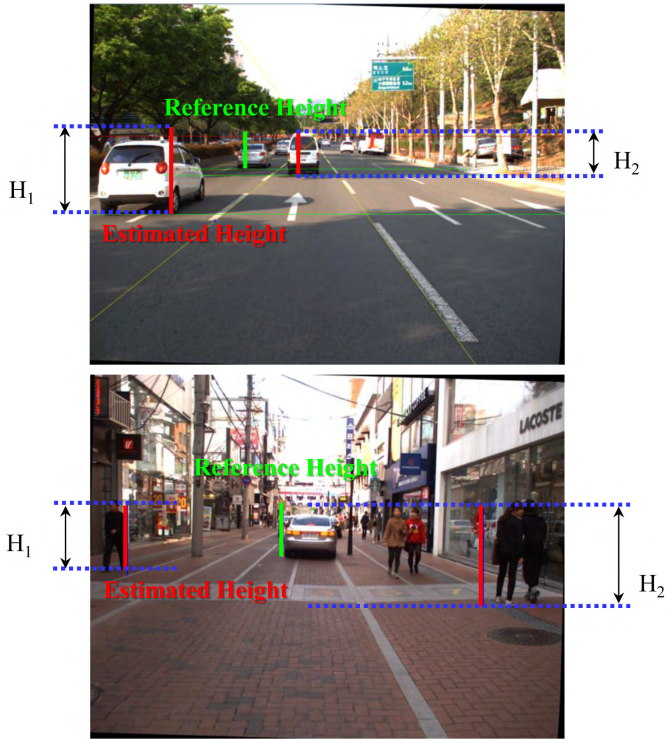 Reference Height
H1
H2
Estimated Height
Reference Height
LACOSTE
H1
Estimated Height
H2